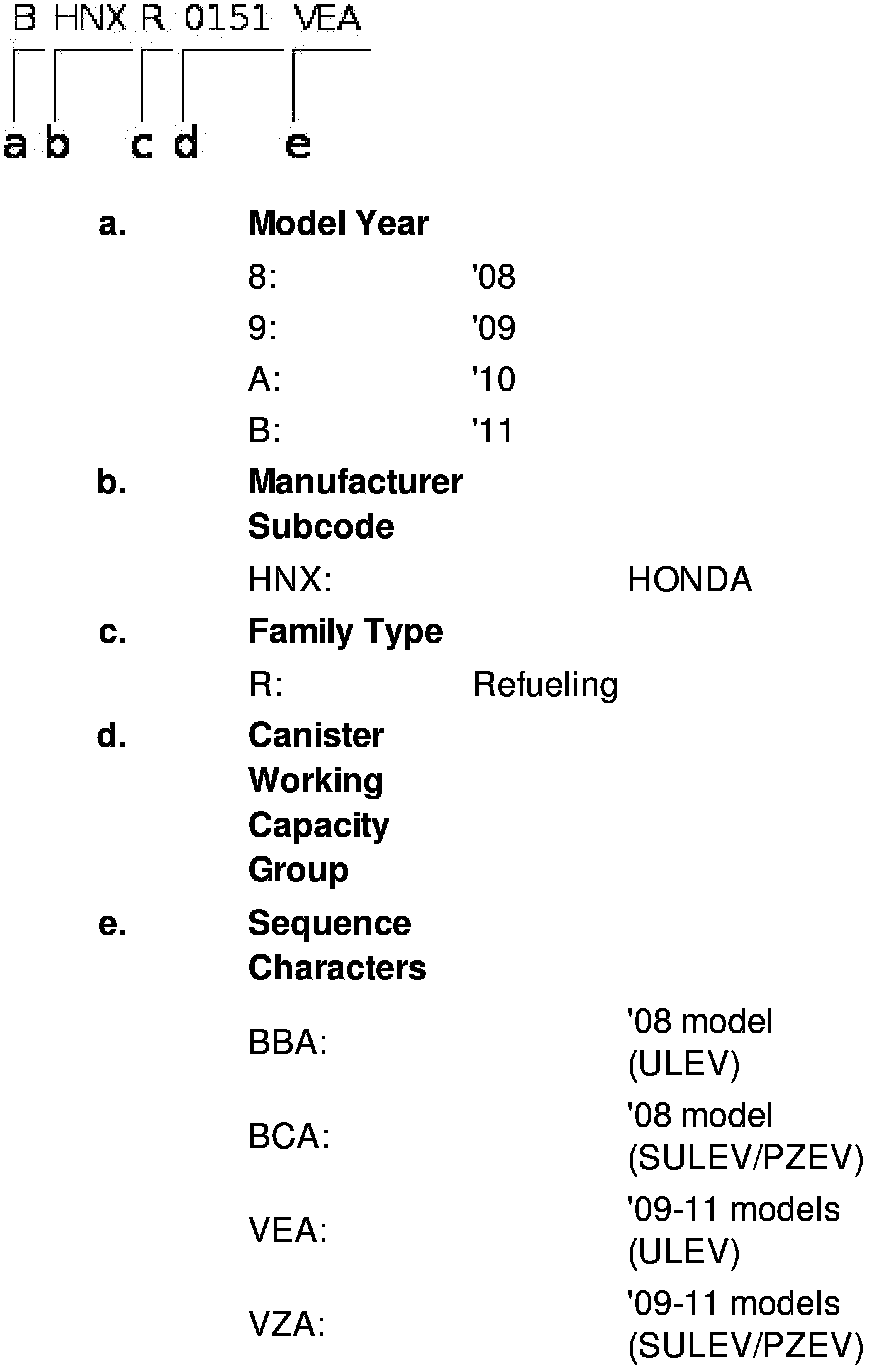 B HNX R 0151 VEA
a b c d e
a. Model Year
8: '08
9: '09
A: '10
B: '11
b. Manufacturer
Subcode
HNX: HONDA
c. Family Type
R: Refueling
d. Canister
Working
Capacity
Group
e. Sequence
Characters
BBA: '08 model
(ULEV)
BCA: '08 model
(SULEV/PZEV)
VEA: '09-11 models
(ULEV)
VZA: '09-11 models
(SULEV/PZEV)